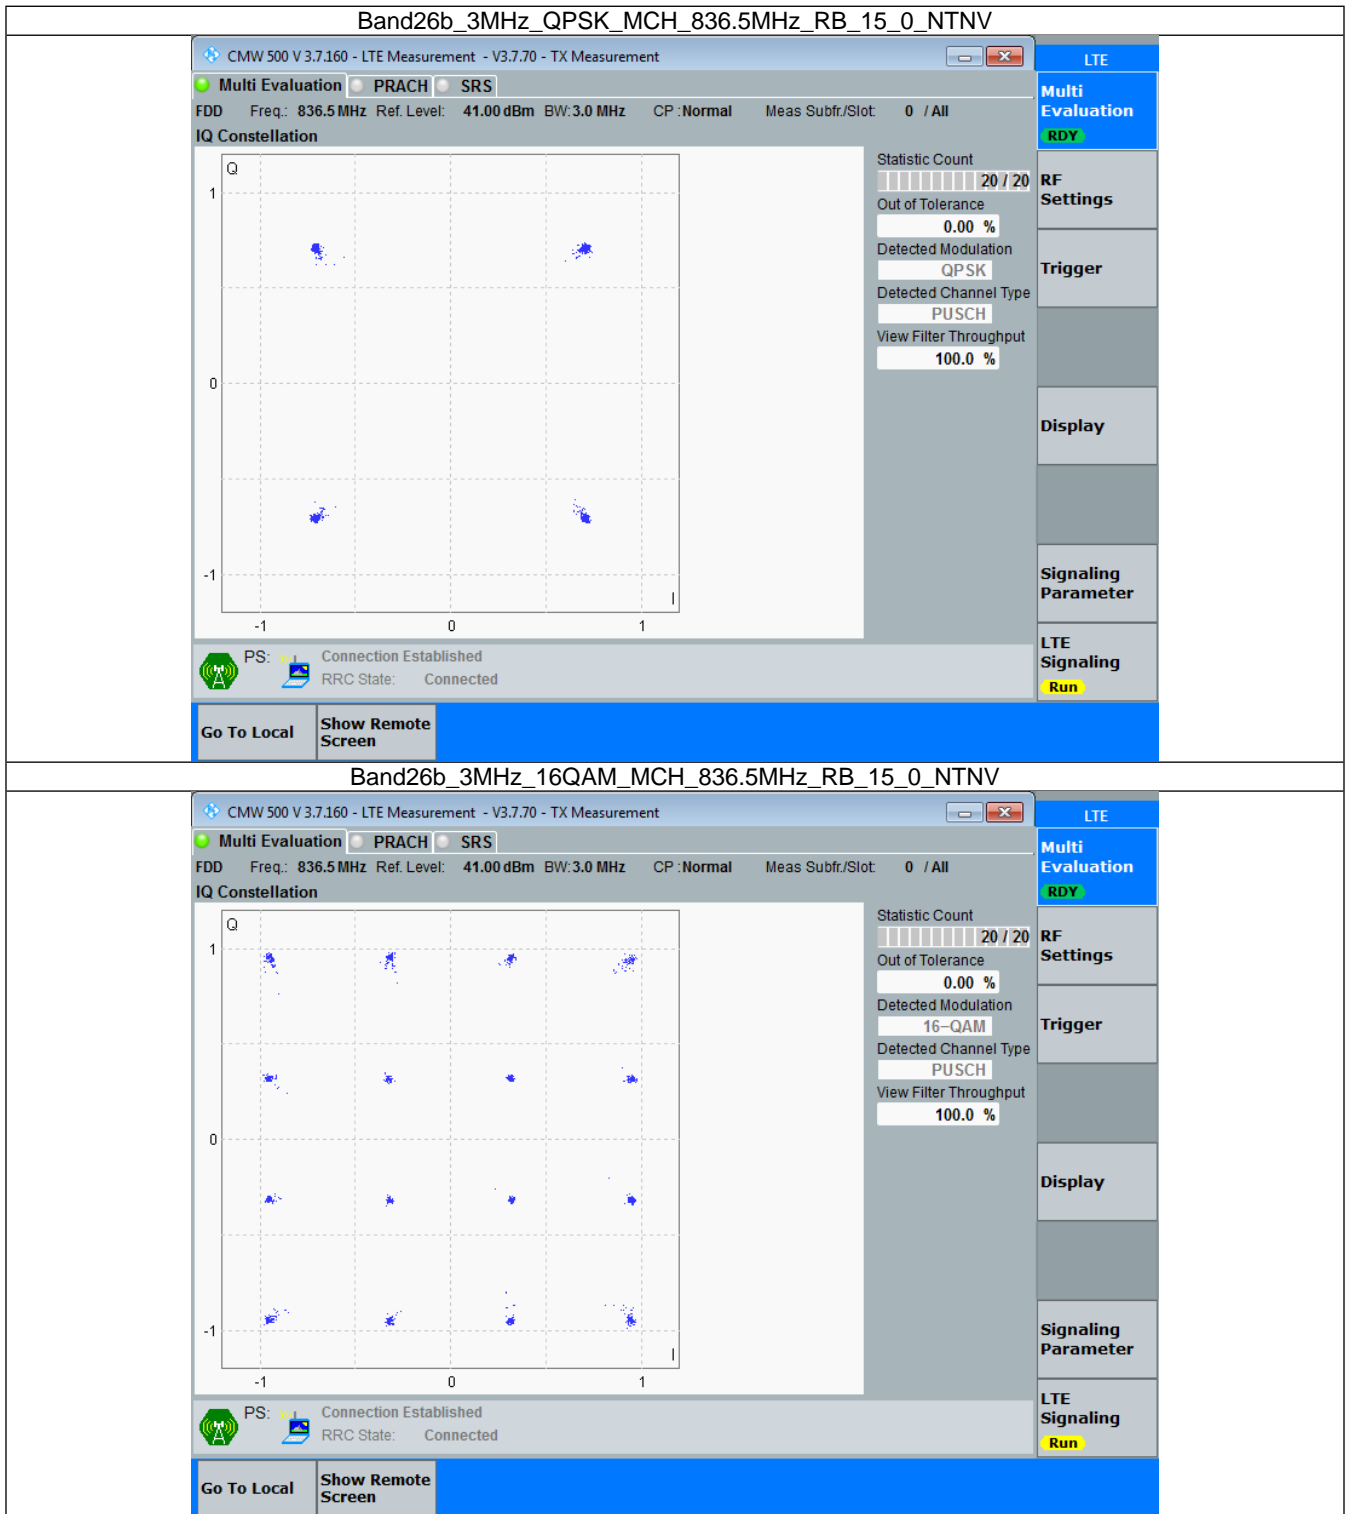 Band26b_3MHz_QPSK_MCH_836.5MHz_RB_15_0_NTNV
CMW 500 V 3.7.160 - LTE Measurement - V3.7.70 - TX Measurement
LTE
Multi Evaluation PRACH SRS
Multi
Evaluation
RDY
FDD Freq.: 836.5 MHz Ref. Level: 41.00 dBm BW: 3.0 MHz CP : Normal Meas Subfr./Slot: 0 / All
IQ Constellation
Q
1
0
-1
I
-1 0 1
Statistic Count
20 / 20
Out of Tolerance
0.00 %
Detected Modulation
QPSK
Detected Channel Type
PUSCH
View Filter Throughput
100.0 %
RF
Settings
Trigger
Display
Signaling
Parameter
LTE
Signaling
Run
PS: Connection Established
RRC State: Connected
Go To Local
Show Remote
Screen
Band26b_3MHz_16QAM_MCH_836.5MHz_RB_15_0_NTNV
CMW 500 V 3.7.160 - LTE Measurement - V3.7.70 - TX Measurement
LTE
Multi Evaluation PRACH SRS
Multi
Evaluation
RDY
FDD Freq.: 836.5 MHz Ref. Level: 41.00 dBm BW: 3.0 MHz CP : Normal Meas Subfr./Slot: 0 / All
IQ Constellation
Q
1
0
-1
I
-1 0 1
Statistic Count
20 / 20
Out of Tolerance
0.00 %
Detected Modulation
16-QAM
Detected Channel Type
PUSCH
View Filter Throughput
100.0 %
RF
Settings
Trigger
Display
Signaling
Parameter
LTE
Signaling
Run
PS: Connection Established
RRC State: Connected
Go To Local
Show Remote
Screen